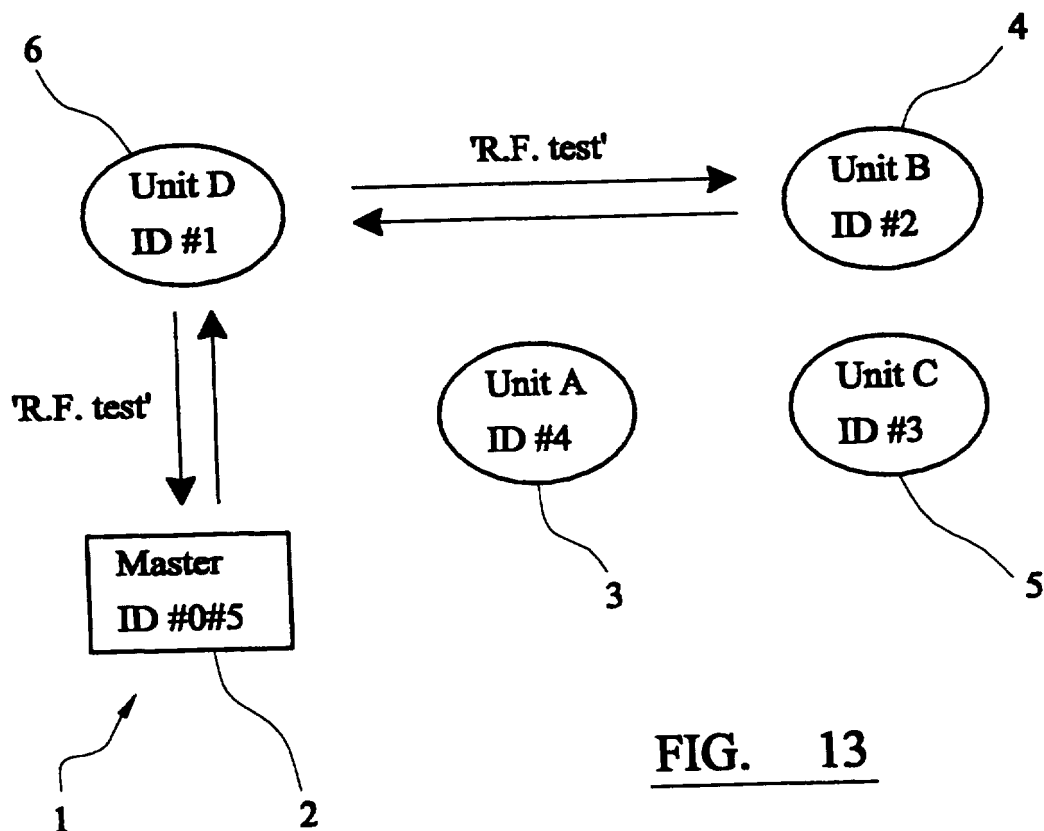 6
4
'R.F. test'
Unit D
ID #1
Unit B
ID #2
'R.F. test'
Unit A
ID #4
Unit C
ID #3
Master
ID #0#5
3
5
1
2
FIG. 13